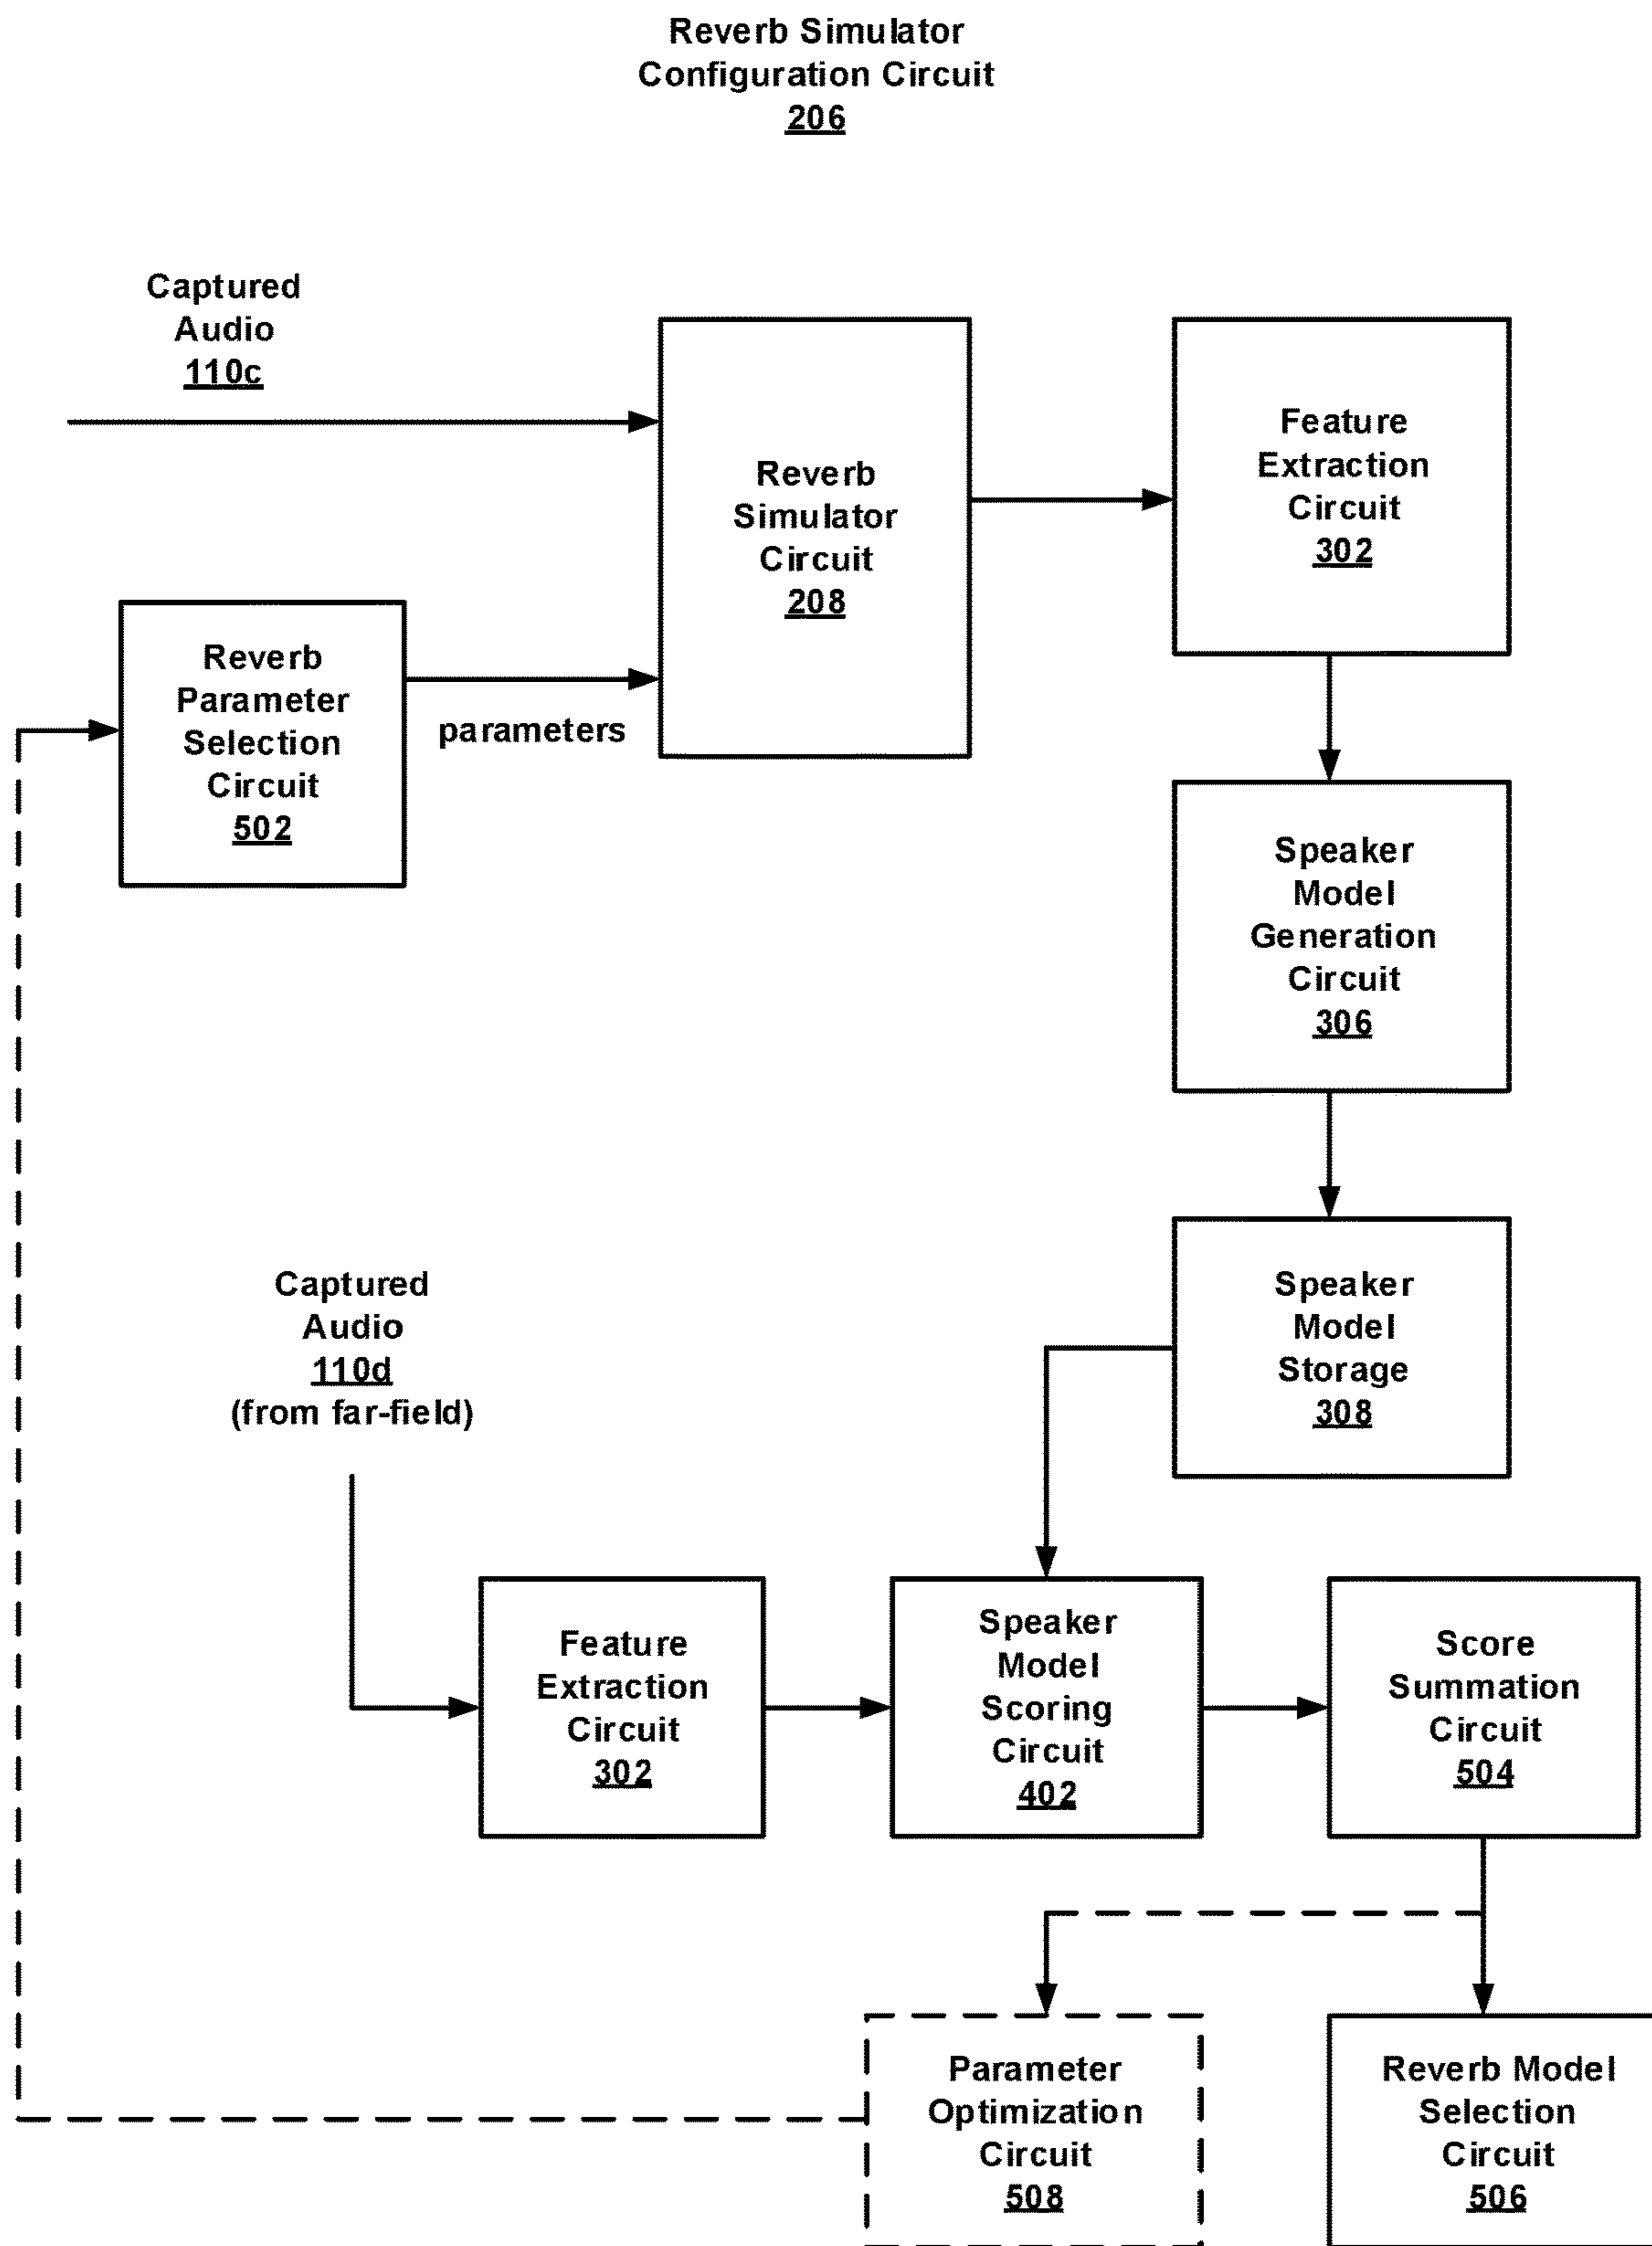 Reverb Simulator
Configuration Circuit
206
Captured
Audio
110c
Reverb
Simulator
Circuit
208
Feature
Extraction
Circuit
302
Reverb
Parameter
Selection
Circuit
502
parameters
Speaker
Model
Generation
Circuit
306
Captured
Audio
110d
(from far-field)
Speaker
Model
Storage
308
Feature
Extraction
Circuit
302
Speaker
Model
Scoring
Circuit
402
Score
Summation
Circuit
504
Parameter
Optimization
Circuit
508
Reverb Model
Selection
Circuit
506